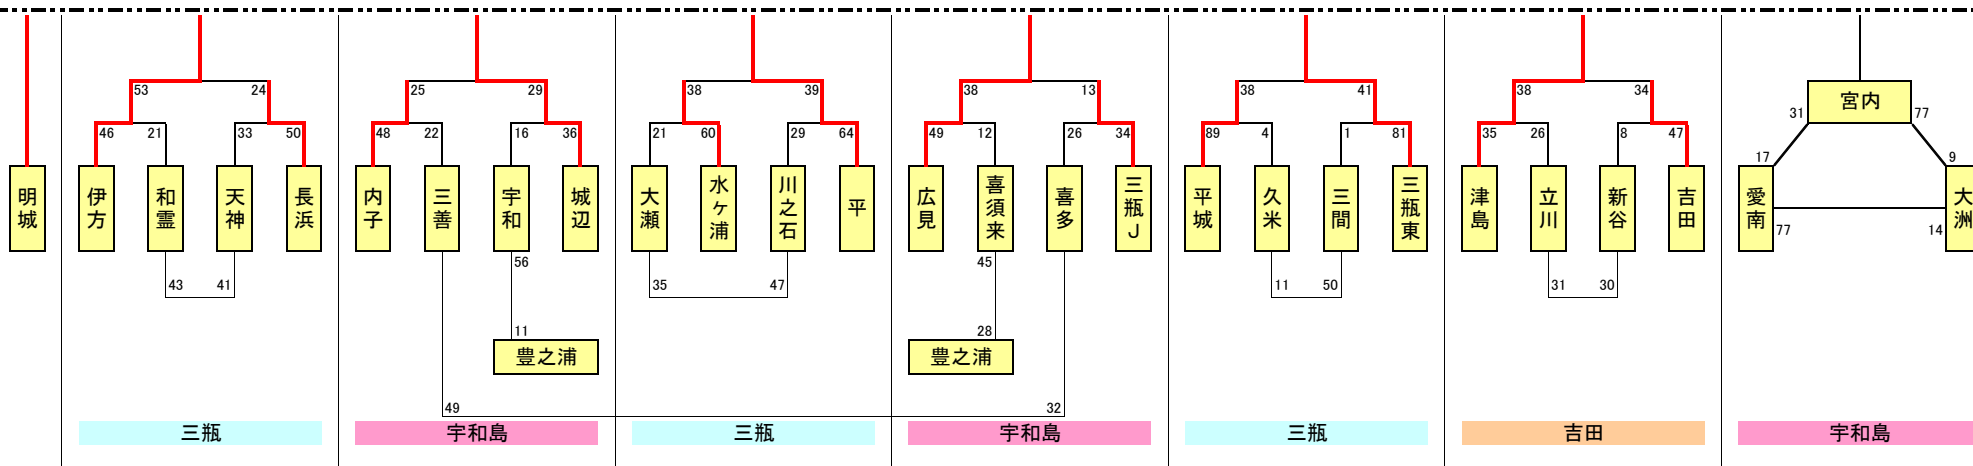 53 24 25 29 38 39 38 13 38 41 38 34 宮内
31 77
46 21 33 50 48 22 16 36 21 60 29 64 49 12 26 34 89 4 1 81 35 26 8 47
17 9
明城 伊方 和霊 天神 長浜 内子 三善 宇和 城辺 大瀬 水ヶ浦 川之石 平 広見 喜須来 喜多 三瓶J 平城 久米 三間 三瓶東 津島 立川 新谷 吉田 愛南 大洲
77 14
56 45
43 41 35 47 11 50 31 30
11 28
豊之浦 豊之浦
49 32
三瓶 宇和島 三瓶 宇和島 三瓶 吉田 宇和島